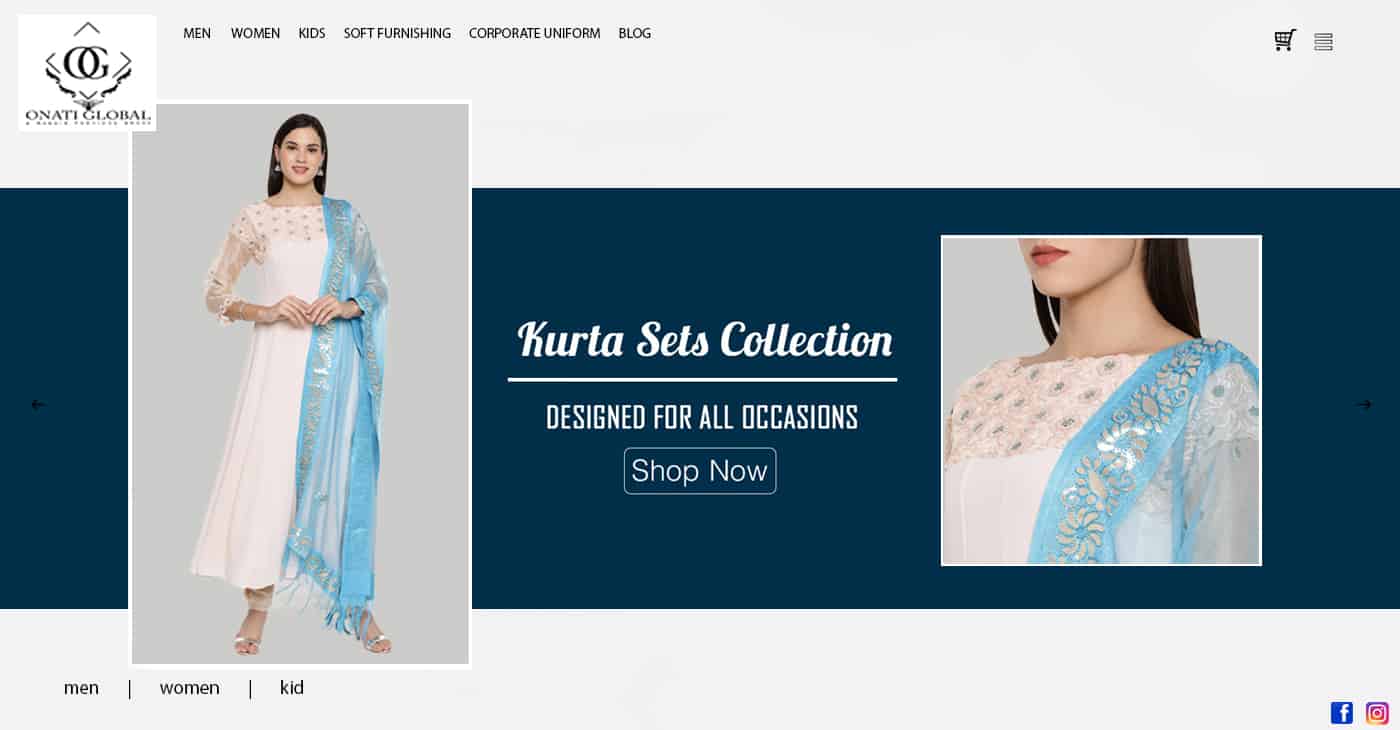 OG
ONATI GLOBAL
MEN WOMEN KIDS SOFT FURNISHING CORPORATE UNIFORM BLOG
Kurta Sets Collection
DESIGNED FOR ALL OCCASIONS
Shop Now
men | women | kid